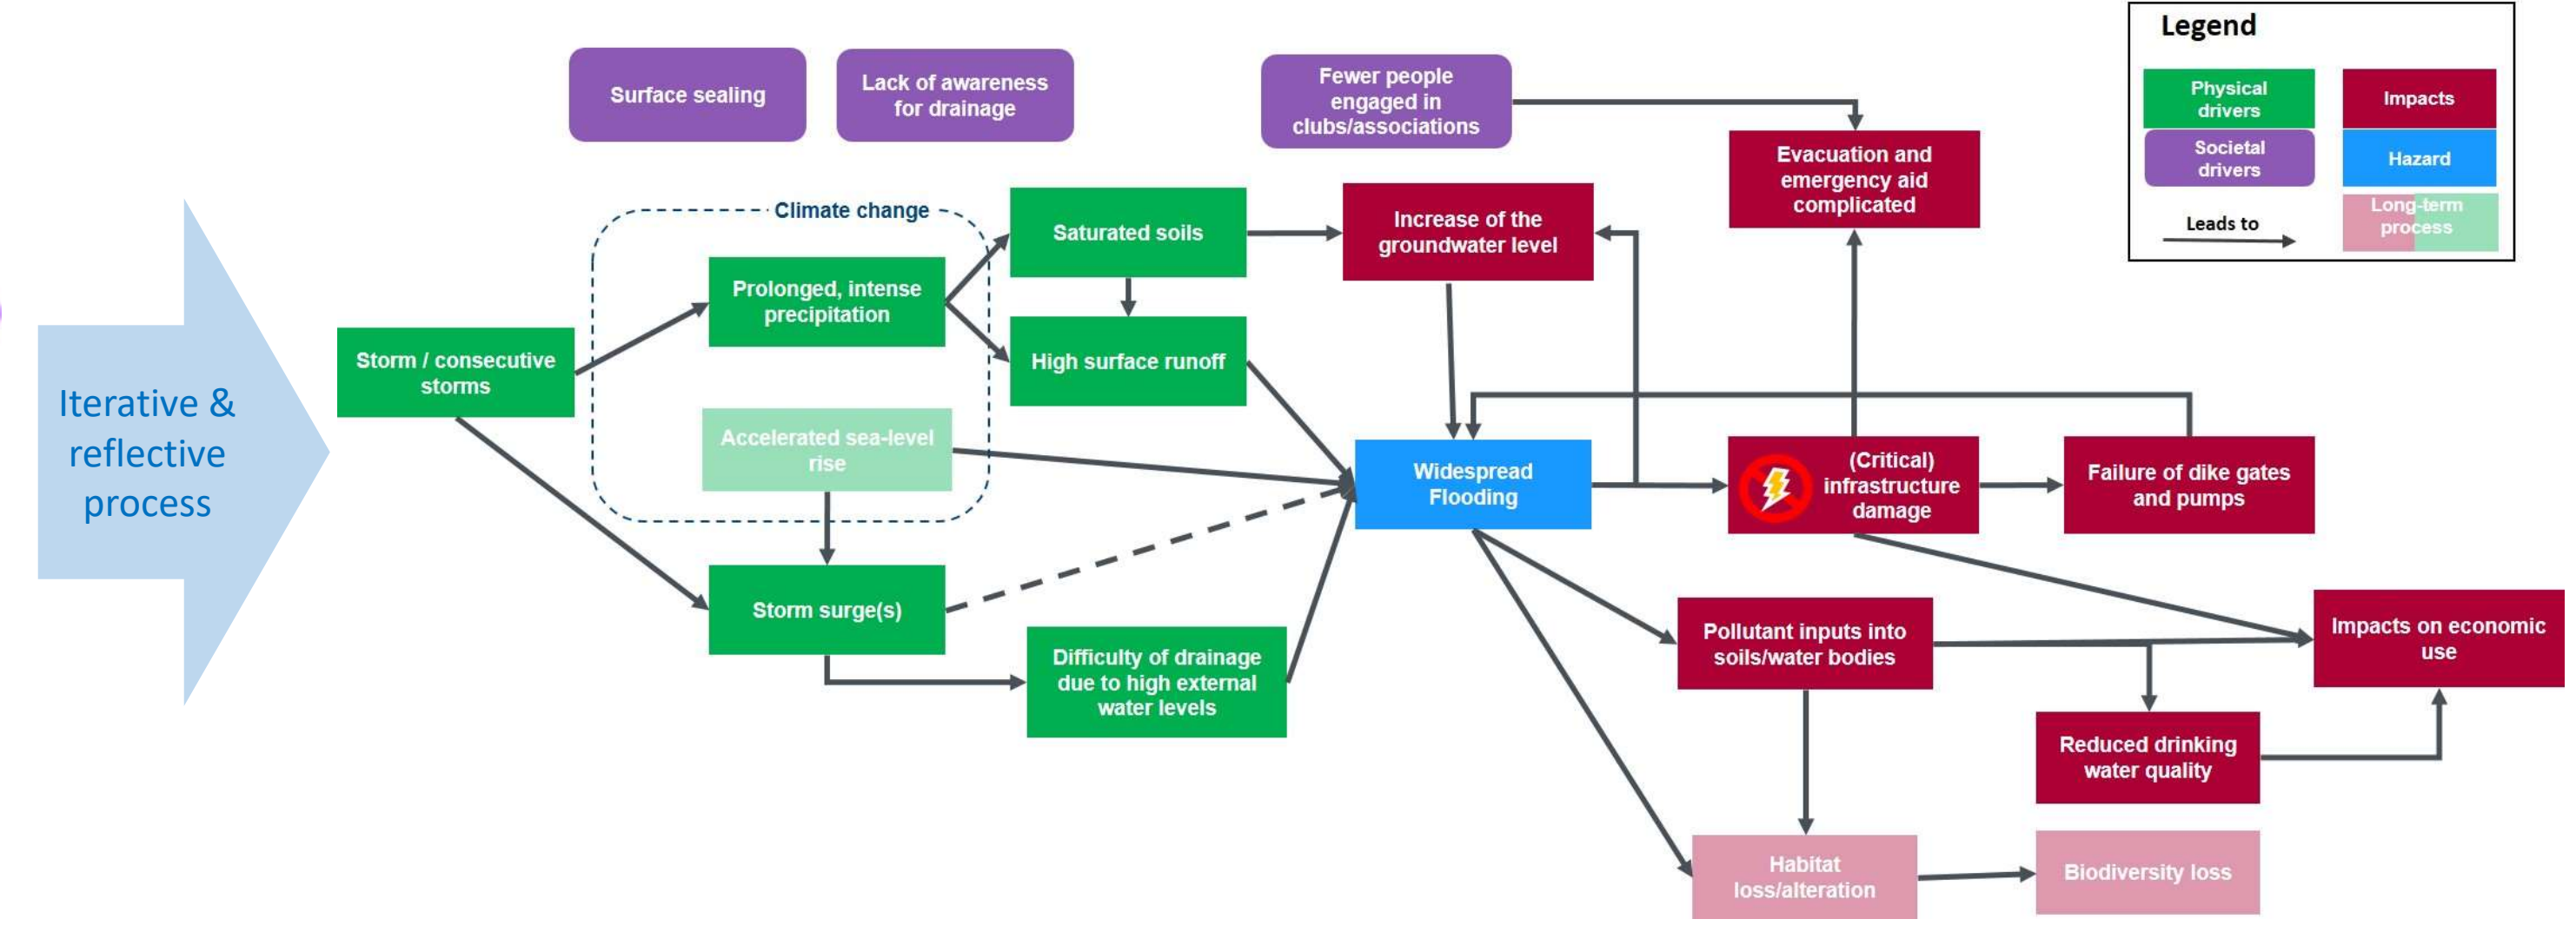 Legend
Physical
drivers
Impacts
Societal
drivers
Hazard
Leads to
Long-term
process
Surface sealing
Lack of awareness
for drainage
Fewer people
engaged in
clubs/associations
Evacuation and
emergency aid
complicated
Climate change
Saturated soils
Increase of the
groundwater level
Prolonged, intense
precipitation
Storm / consecutive
storms
High surface runoff
Iterative &
reflective
process
Accelerated sea-level
rise
Widespread
Flooding
(Critical)
infrastructure
damage
Failure of dike gates
and pumps
Storm surge(s)
Difficulty of drainage
due to high external
water levels
Pollutant inputs into
soils/water bodies
Impacts on economic
use
Reduced drinking
water quality
Habitat
loss/alteration
Biodiversity loss